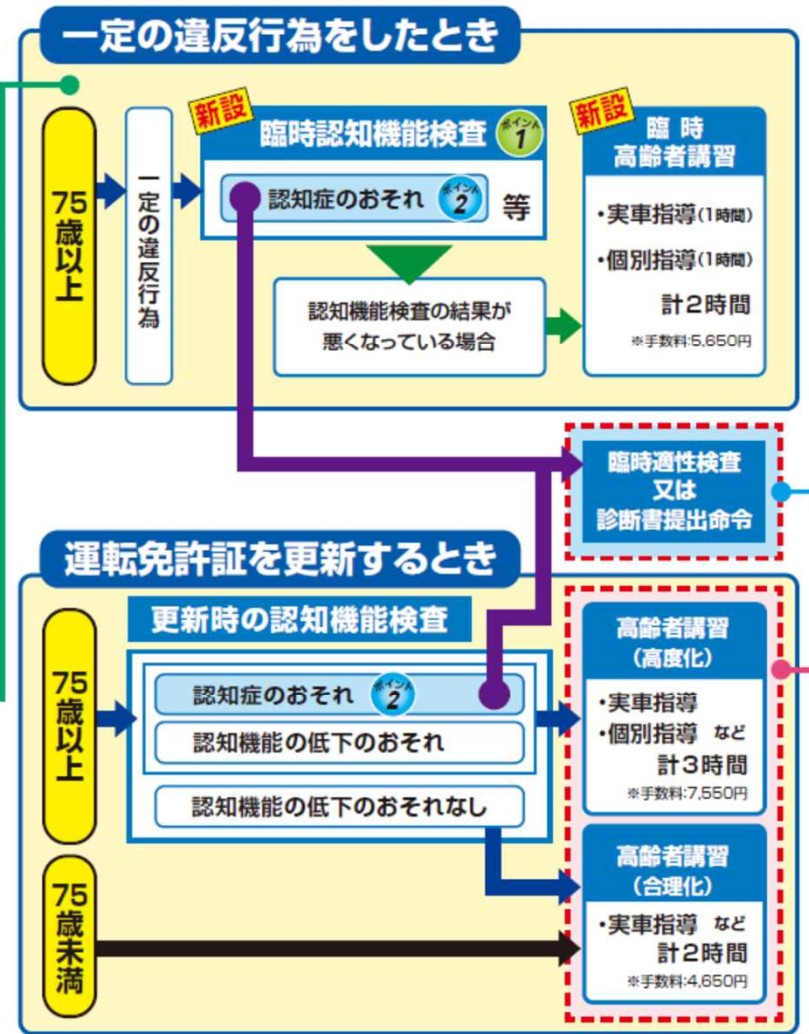 一定の違反行為をしたとき
75歳以上
一定の違反行為
新設
臨時認知機能検査 ポイント1
認知症のおそれ ポイント2 等
認知機能検査の結果が
悪くなっている場合
新設
臨時
高齢者講習
・実車指導(1時間)
・個別指導(1時間)
計2時間
※手数料:5,650円
臨時適性検査
又は
診断書提出命令
運転免許証を更新するとき
更新時の認知機能検査
75歳以上
認知症のおそれ ポイント2
認知機能の低下のおそれ
認知機能の低下のおそれなし
高齢者講習
(高度化)
・実車指導
・個別指導 など
計3時間
※手数料:7,550円
75歳未満
高齢者講習
(合理化)
・実車指導 など
計2時間
※手数料:4,650円